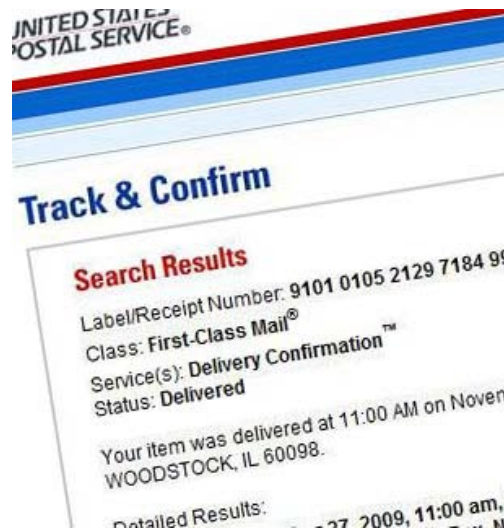 UNITED STATES
POSTAL SERVICE®
Track & Confirm
Search Results
Label/Receipt Number: 9101 0105 2129 7184 99
Class: First-Class Mail®
Service(s): Delivery Confirmation™
Status: Delivered
Your item was delivered at 11:00 AM on Novem
WOODSTOCK, IL 60098.
Detailed Results:
27, 2009, 11:00 am,